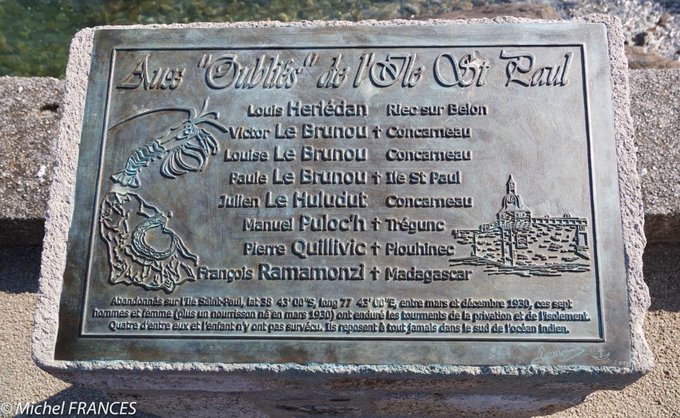 Aux "Oubliés" de l'Ile St Paul
Louis Herlédan Riec sur Bélon
Victor Le Brunou † Concarneau
Louise Le Brunou Concarneau
Paule Le Brunou † Ile St Paul
Julien Le Huludut Concarneau
Manuel Puloc'h † Trégunc
Pierre Quillivic † Plouhinec
François Ramamonzi † Madagascar
Abandonnés sur l'Ile Saint-Paul, lat 38 43'00"S, long 77 43'00"E, entre mars et décembre 1930, ces sept
hommes et femme (plus un nourrisson né en mars 1930) ont enduré les tourments de la privation et de l'isolement.
Quatre d'entre eux et l'enfant n'y ont pas survécu. Ils reposent à tout jamais dans le sud de l'océan Indien.
©Michel FRANCES